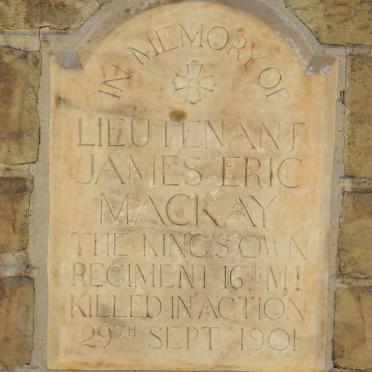 IN MEMORY OF
LIEUTENANT
JAMES ERIC
MACKAY
THE KING'S OWN
REGIMENT 16TH M I
KILLED IN ACTION
29TH SEPT 1901